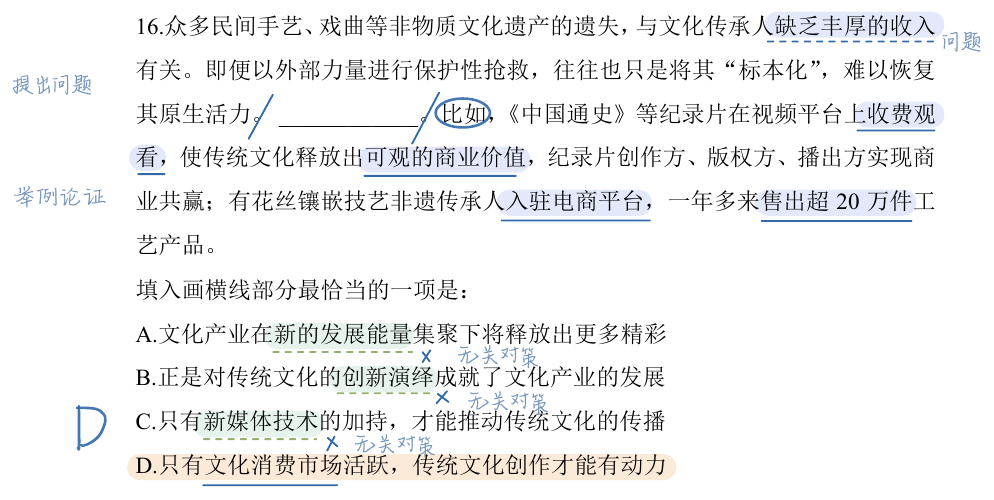 16.众多民间手艺、戏曲等非物质文化遗产的遗失，与文化传承人缺乏丰厚的收入
问题
有关。即便以外部力量进行保护性抢救，往往也只是将其“标本化”，难以恢复
提出问题
其原生活力。____________。比如，《中国通史》等纪录片在视频平台上收费观
看，使传统文化释放出可观的商业价值，纪录片创作方、版权方、播出方实现商
举例论证
业共赢；有花丝镶嵌技艺非遗传承人入驻电商平台，一年多来售出超 20 万件工
艺产品。
填入画横线部分最恰当的一项是：
A.文化产业在新的发展能量集聚下将释放出更多精彩
× 无关对策
B.正是对传统文化的创新演绎成就了文化产业的发展
× 无关对策
D
C.只有新媒体技术的加持，才能推动传统文化的传播
× 无关对策
D.只有文化消费市场活跃，传统文化创作才能有动力